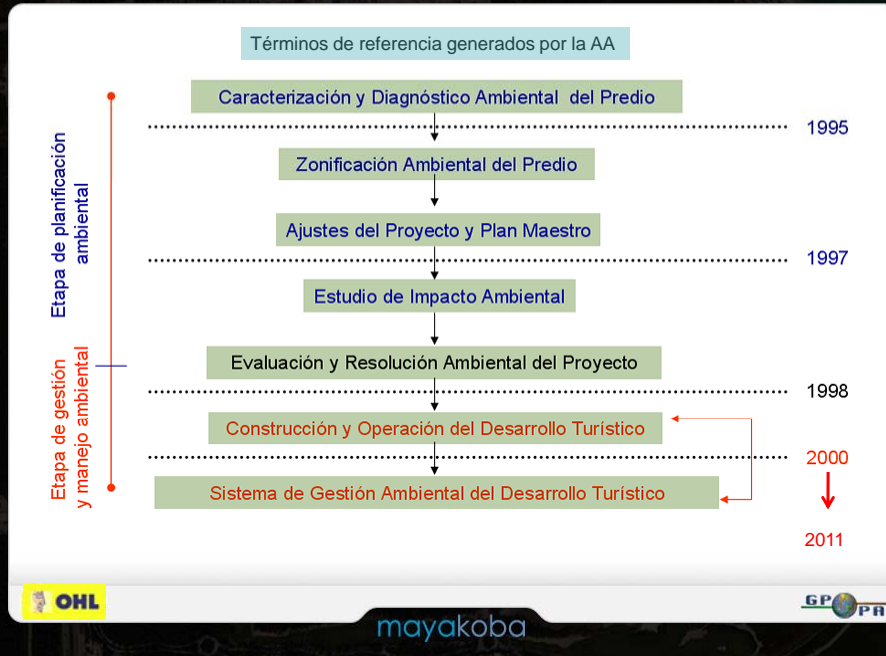 Términos de referencia generados por la AA
Caracterización y Diagnóstico Ambiental del Predio
1995
Zonificación Ambiental del Predio
Ajustes del Proyecto y Plan Maestro
1997
Estudio de Impacto Ambiental
Evaluación y Resolución Ambiental del Proyecto
1998
Construcción y Operación del Desarrollo Turístico
2000
Sistema de Gestión Ambiental del Desarrollo Turístico
2011
Etapa de planificación
ambiental
Etapa de gestión
y manejo ambiental
OHL
mayakoba